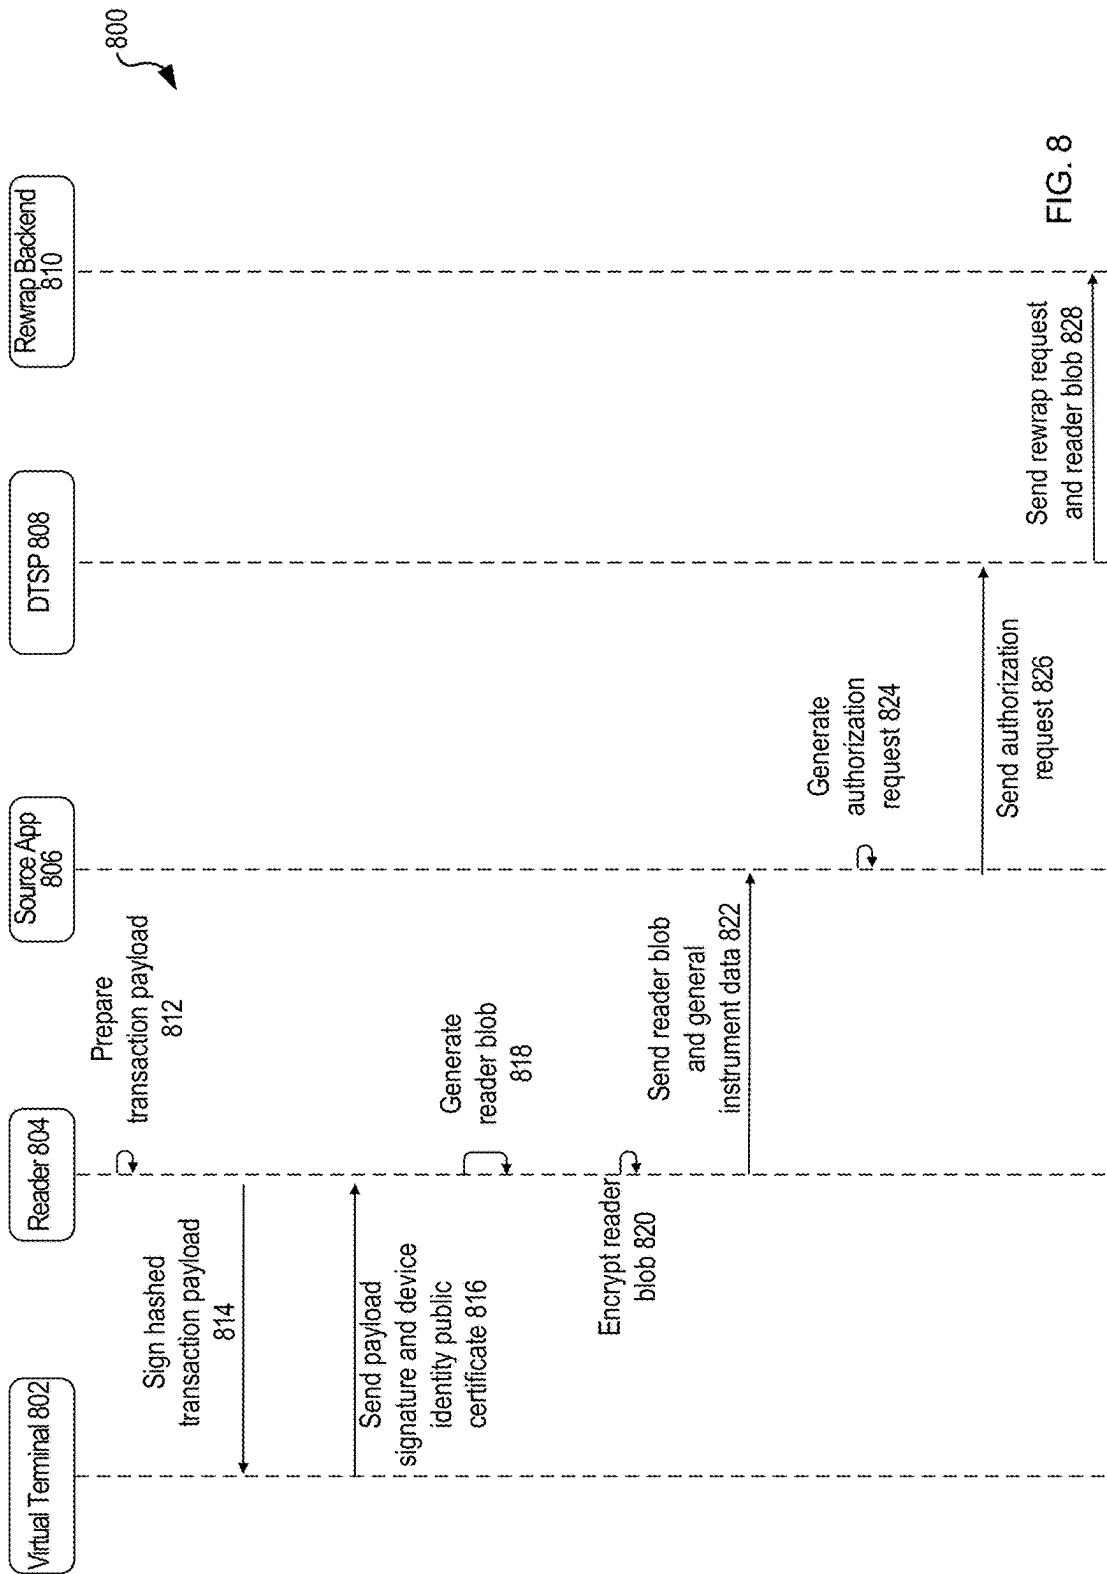 800
Virtual Terminal 802
Reader 804
Source App
806
DTSP 808
Rewrap Backend
810
Prepare
transaction payload
812
Sign hashed
transaction payload
814
Send payload
signature and device
identity public
certificate 816
Generate
reader blob
818
Encrypt reader
blob 820
Send reader blob
and general
instrument data 822
Generate
authorization
request 824
Send authorization
request 826
Send rewrap request
and reader blob 828
FIG. 8